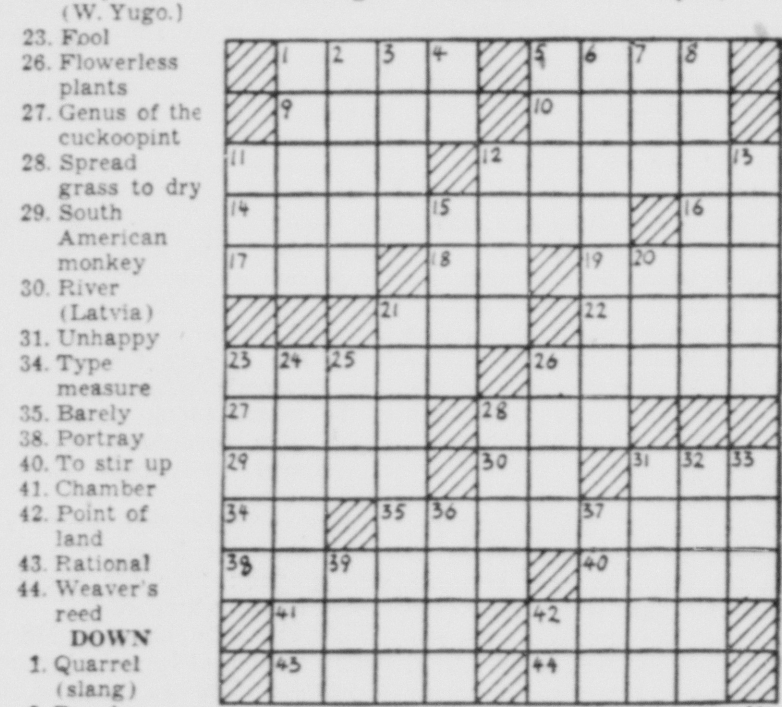 (W. Yugo.)
23. Fool
26. Flowerless
plants
27. Genus of the
cuckoopint
28. Spread
grass to dry
29. South
American
monkey
30. River
(Latvia)
31. Unhappy
34. Type
measure
35. Barely
38. Portray
40. To stir up
41. Chamber
42. Point of
land
43. Rational
44. Weaver's
reed
DOWN
1. Quarrel
(slang)
1 2 3 4 5 6 7 8
9 10
11 12 13
14 15 16
17 18 19 20
21 22
23 24 25 26
27 28
29 30 31 32 33
34 35 36 37
38 39 40
41 42
43 44